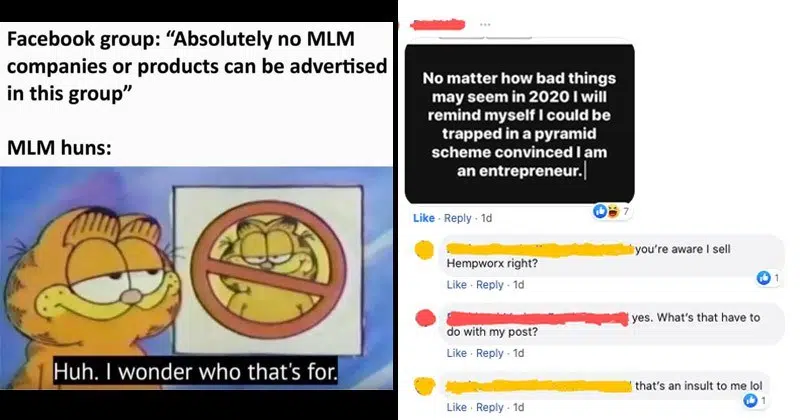 Facebook group: “Absolutely no MLM
companies or products can be advertised
in this group”
MLM huns:
Huh. I wonder who that's for.
No matter how bad things
may seem in 2020 I will
remind myself I could be
trapped in a pyramid
scheme convinced I am
an entrepreneur.
7
Like · Reply · 1d
you’re aware I sell
Hempworx right?
1
Like · Reply · 1d
yes. What’s that have to
do with my post?
Like · Reply · 1d
that’s an insult to me lol
1
Like · Reply · 1d